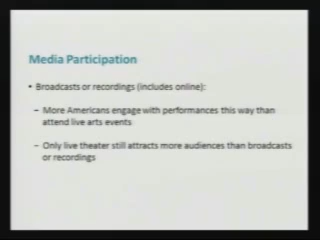 Media Participation
• Broadcasts or recordings (includes online):
– More Americans engage with performances this way than
attend live arts events
– Only live theater still attracts more audiences than broadcasts
or recordings